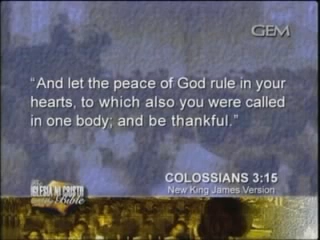 GEM
“And let the peace of God rule in your
hearts, to which also you were called
in one body; and be thankful.”
COLOSSIANS 3:15
New King James Version
IGLESIA NI CRISTO
Bible